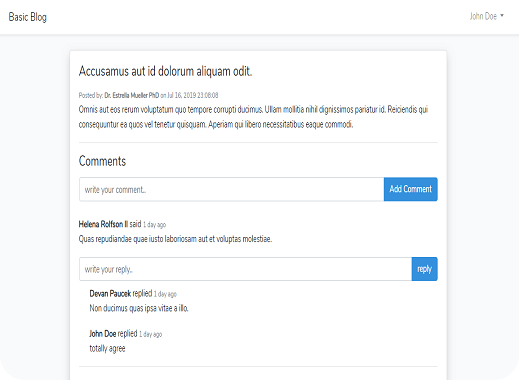 Basic Blog
John Doe
Accusamus aut id dolorum aliquam odit.
Posted by: Dr. Estrella Mueller PhD on Jul 16, 2019 23:08:08
Omnis aut eos rerum voluptatum quo tempore corrupti ducimus. Ullam mollitia nihil dignissimos pariatur id. Reiciendis qui
consequuntur ea quos vel tenetur quisquam. Aperiam qui libero necessitatibus eaque commodi.
Comments
write your comment..
Add Comment
Helena Rolfson II said 1 day ago
Quas repudiandae quae iusto laboriosam aut et voluptas molestiae.
write your reply..
reply
Devan Paucek replied 1 day ago
Non ducimus quas ipsa vitae a illo.
John Doe replied 1 day ago
totally agree